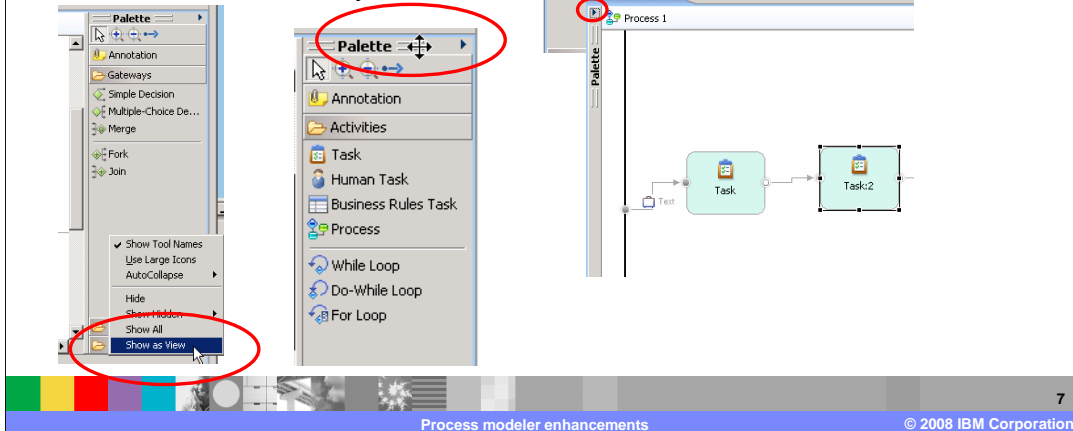 Palette
Annotation
Gateways
Simple Decision
Multiple-Choice De...
Merge
Fork
Join
Show Tool Names
Use Large Icons
AutoCollapse
Hide
Show Hidden
Show All
Show as View
Palette
Annotation
Activities
Task
Human Task
Business Rules Task
Process
While Loop
Do-While Loop
For Loop
Process 1
Palette
Text
Task
Task:2
7
Process modeler enhancements
© 2008 IBM Corporation